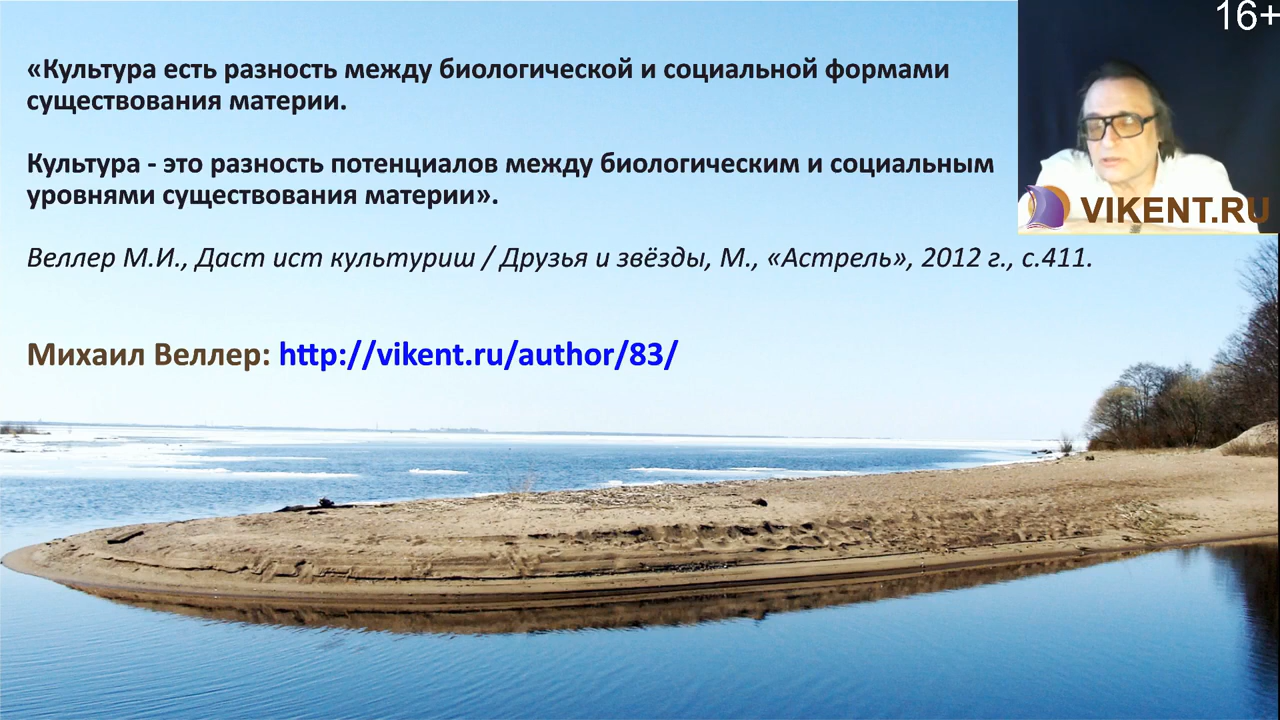 «Культура есть разность между биологической и социальной формами
существования материи.
Культура - это разность потенциалов между биологическим и социальным
уровнями существования материи».
Веллер М.И., Даст ист культуриш / Друзья и звёзды, М., «Астрель», 2012 г., с.411.
Михаил Веллер: http://vikent.ru/author/83/
16+
VIKENT.RU